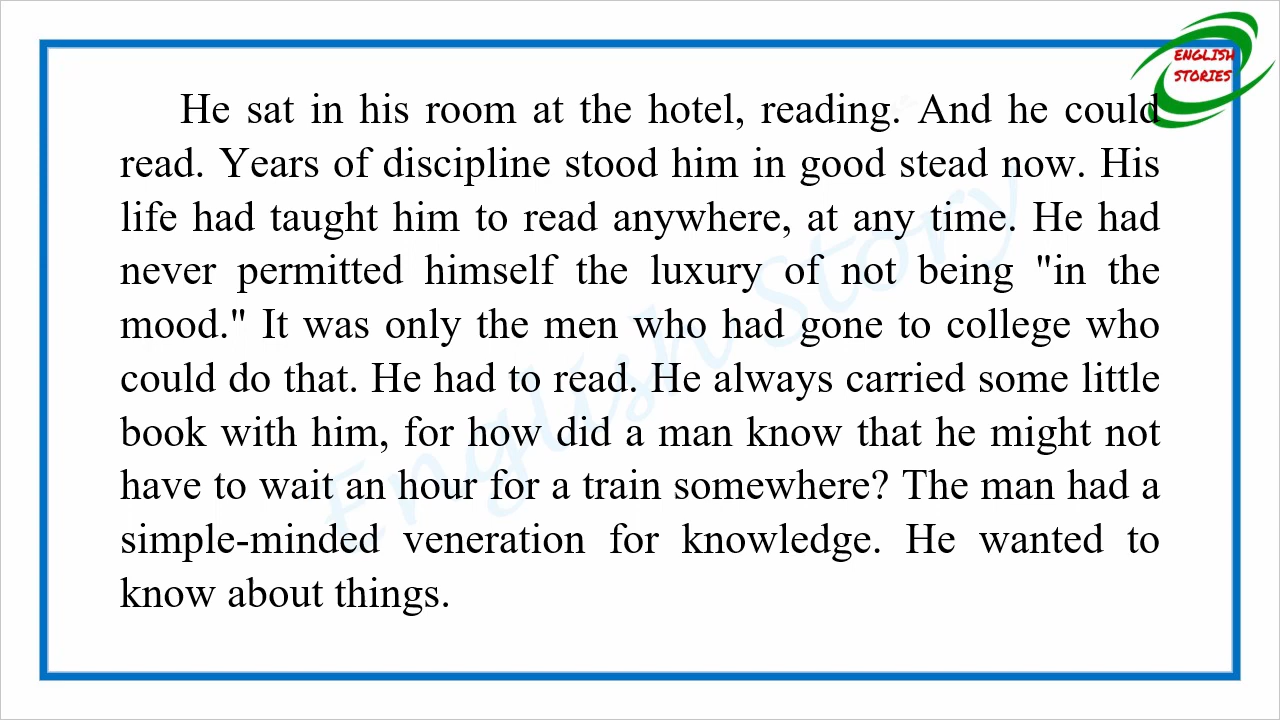 ENGLISH
STORIES
He sat in his room at the hotel, reading. And he could
read. Years of discipline stood him in good stead now. His
life had taught him to read anywhere, at any time. He had
never permitted himself the luxury of not being "in the
mood." It was only the men who had gone to college who
could do that. He had to read. He always carried some little
book with him, for how did a man know that he might not
have to wait an hour for a train somewhere? The man had a
simple-minded veneration for knowledge. He wanted to
know about things.
English Story